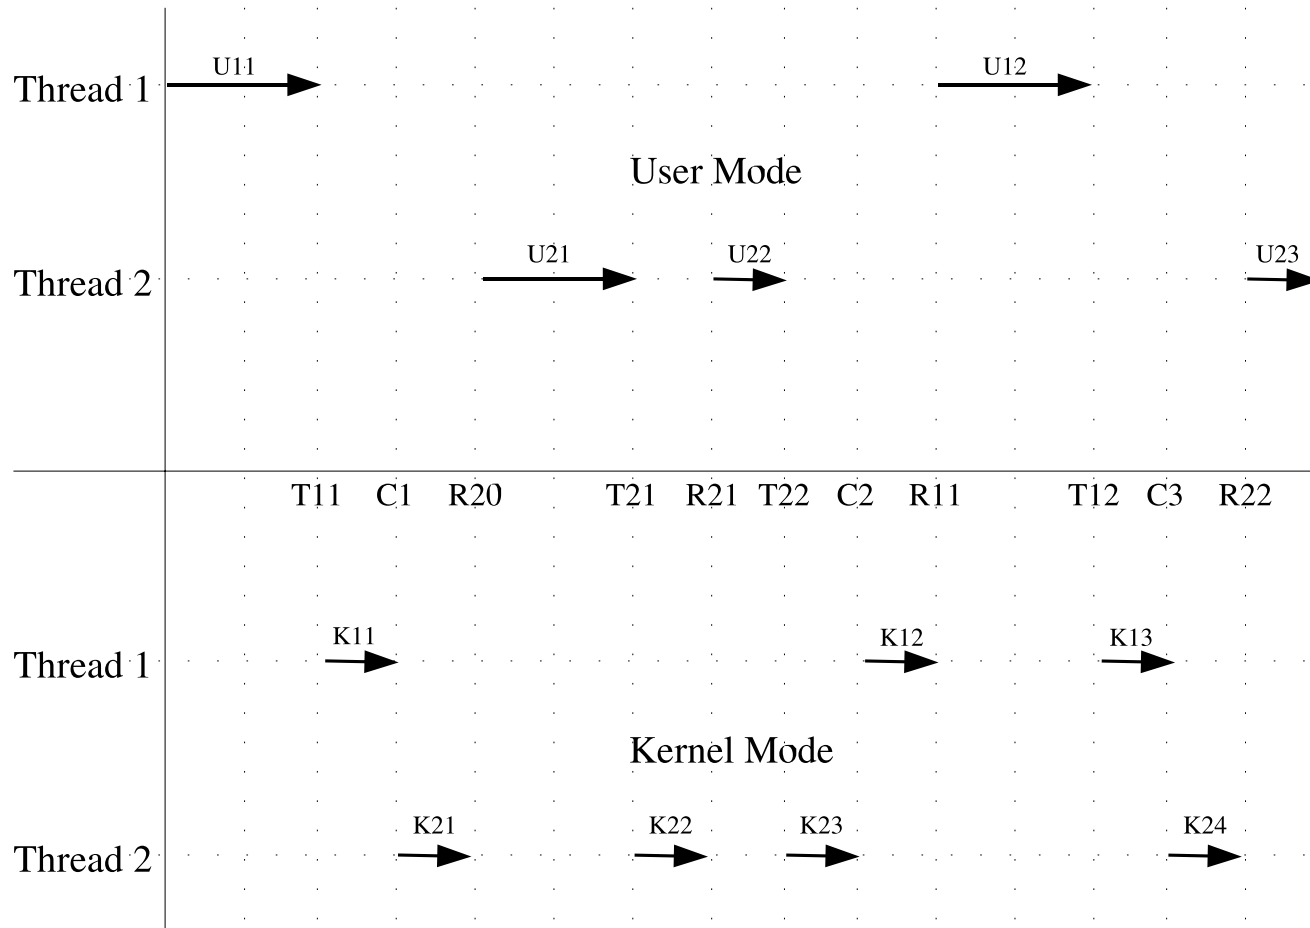 U11 U12
Thread 1
User Mode
U21 U22 U23
Thread 2
T11 C1 R20 T21 R21 T22 C2 R11 T12 C3 R22
K11 K12 K13
Thread 1
Kernel Mode
K21 K22 K23 K24
Thread 2